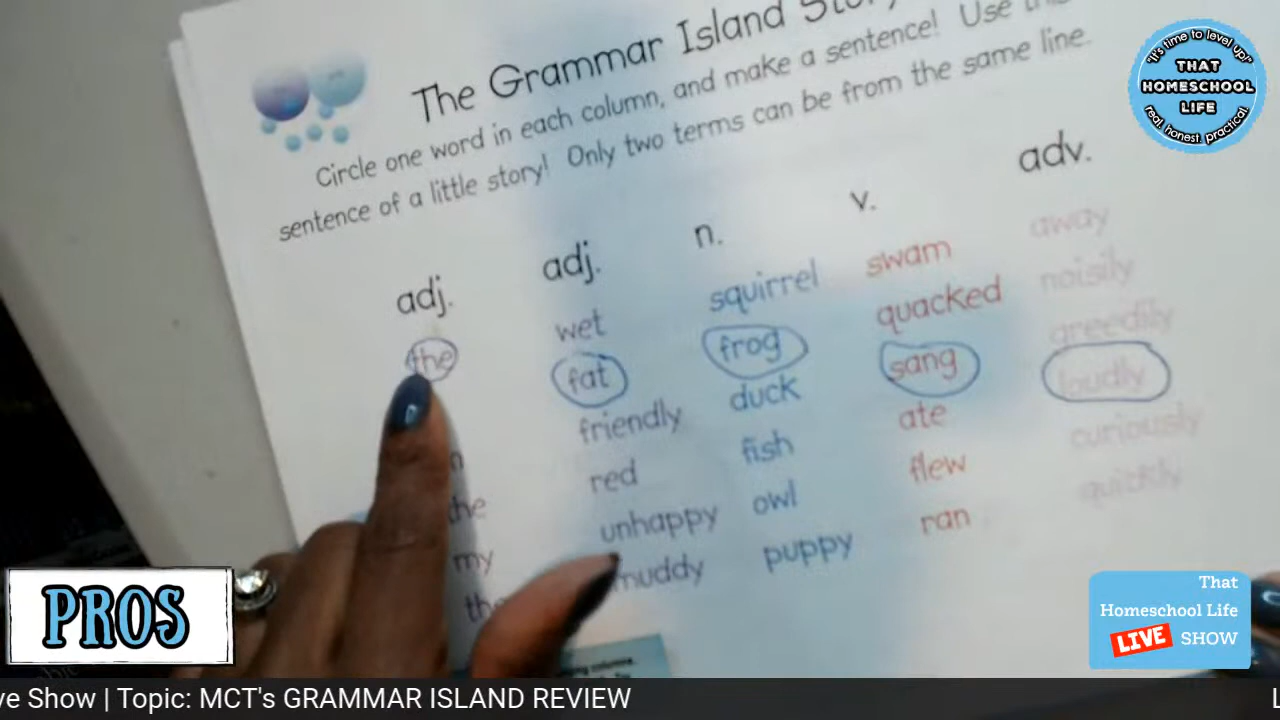 The Grammar Island Story
Circle one word in each column, and make a sentence! Use this
sentence of a little story! Only two terms can be from the same line.
adj. adj. n. v. adv.
the wet squirrel swam away
fat frog quacked noisily
friendly duck sang greedily
red fish ate loudly
the unhappy owl flew curiously
my muddy puppy ran quickly
"it's time to level up!"
THAT
HOMESCHOOL
LIFE
real. honest. practical.
PROS
That
Homeschool Life
LIVE SHOW
ve Show | Topic: MCT's GRAMMAR ISLAND REVIEW
L